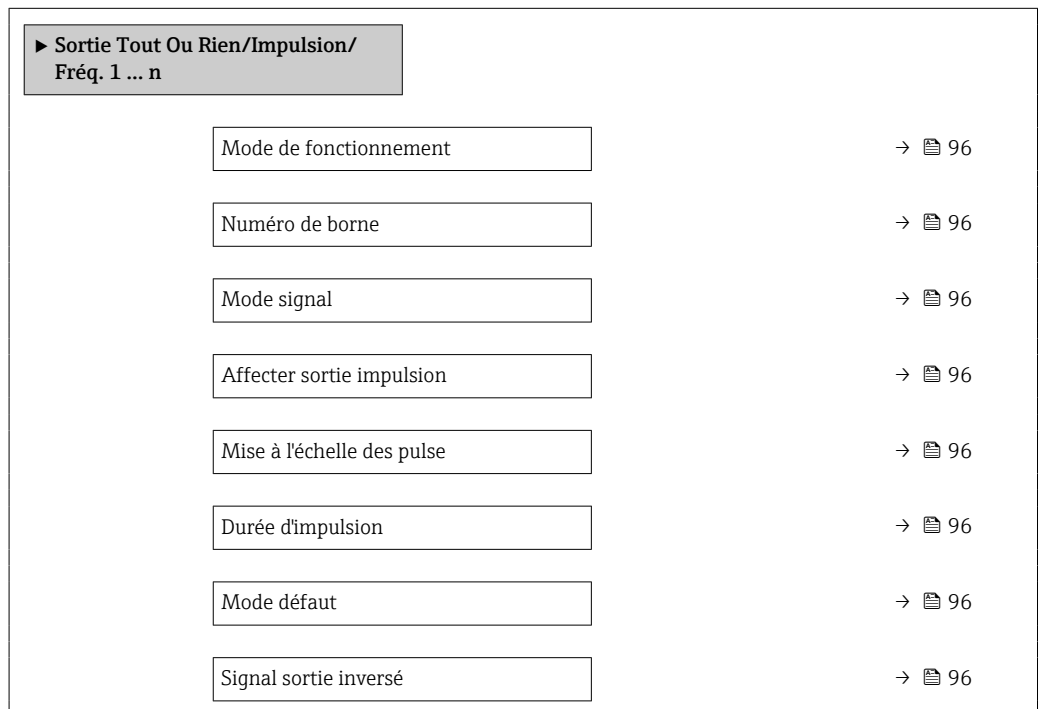 ▶ Sortie Tout Ou Rien/Impulsion/
Fréq. 1 ... n
Mode de fonctionnement → 96
Numéro de borne → 96
Mode signal → 96
Affecter sortie impulsion → 96
Mise à l'échelle des pulse → 96
Durée d'impulsion → 96
Mode défaut → 96
Signal sortie inversé → 96